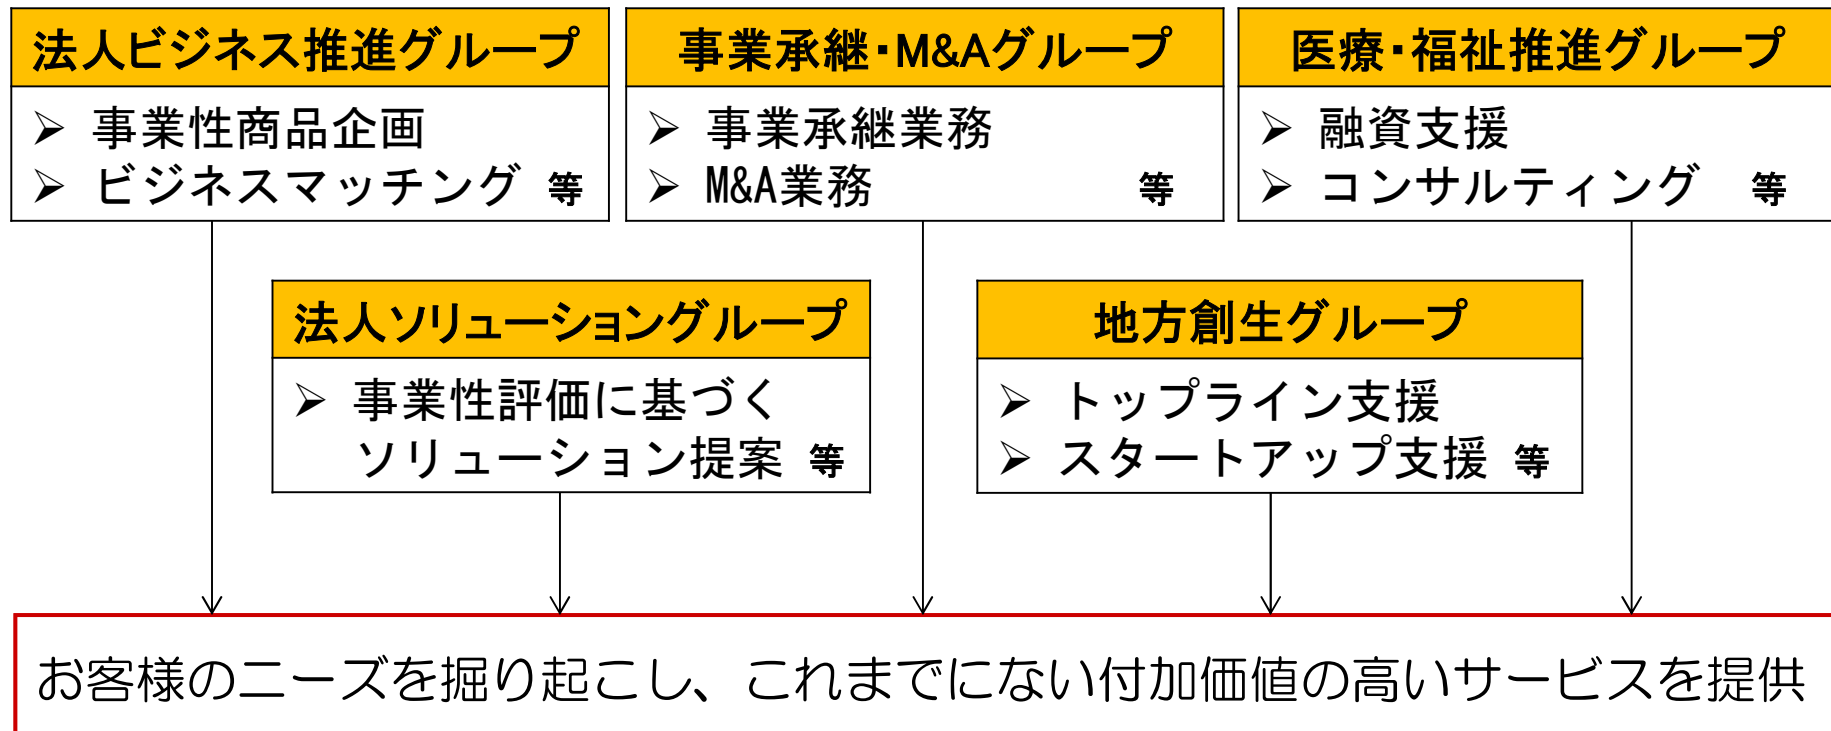 法人ビジネス推進グループ
➢ 事業性商品企画
➢ ビジネスマッチング 等
事業承継・M&Aグループ
➢ 事業承継業務
➢ M&A業務 等
医療・福祉推進グループ
➢ 融資支援
➢ コンサルティング 等
法人ソリューショングループ
➢ 事業性評価に基づく
ソリューション提案 等
地方創生グループ
➢ トップライン支援
➢ スタートアップ支援 等
お客様のニーズを掘り起こし、これまでにない付加価値の高いサービスを提供